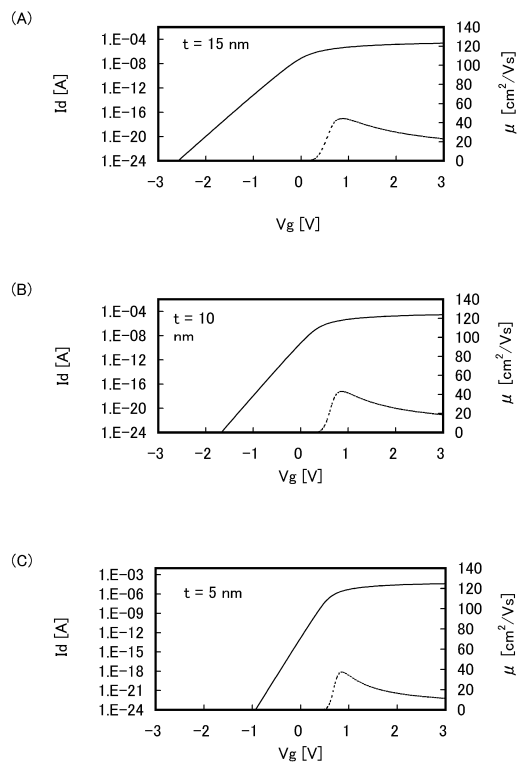 (A)
t = 15 nm
1.E-04
1.E-08
1.E-12
1.E-16
1.E-20
1.E-24
Id [A]
140
120
100
80
60
40
20
0
μ [cm²/Vs]
-3 -2 -1 0 1 2 3
Vg [V]
(B)
t = 10
nm
1.E-04
1.E-08
1.E-12
1.E-16
1.E-20
1.E-24
Id [A]
140
120
100
80
60
40
20
0
μ [cm²/Vs]
-3 -2 -1 0 1 2 3
Vg [V]
(C)
t = 5 nm
1.E-03
1.E-06
1.E-09
1.E-12
1.E-15
1.E-18
1.E-21
1.E-24
Id [A]
140
120
100
80
60
40
20
0
μ [cm²/Vs]
-3 -2 -1 0 1 2 3
Vg [V]